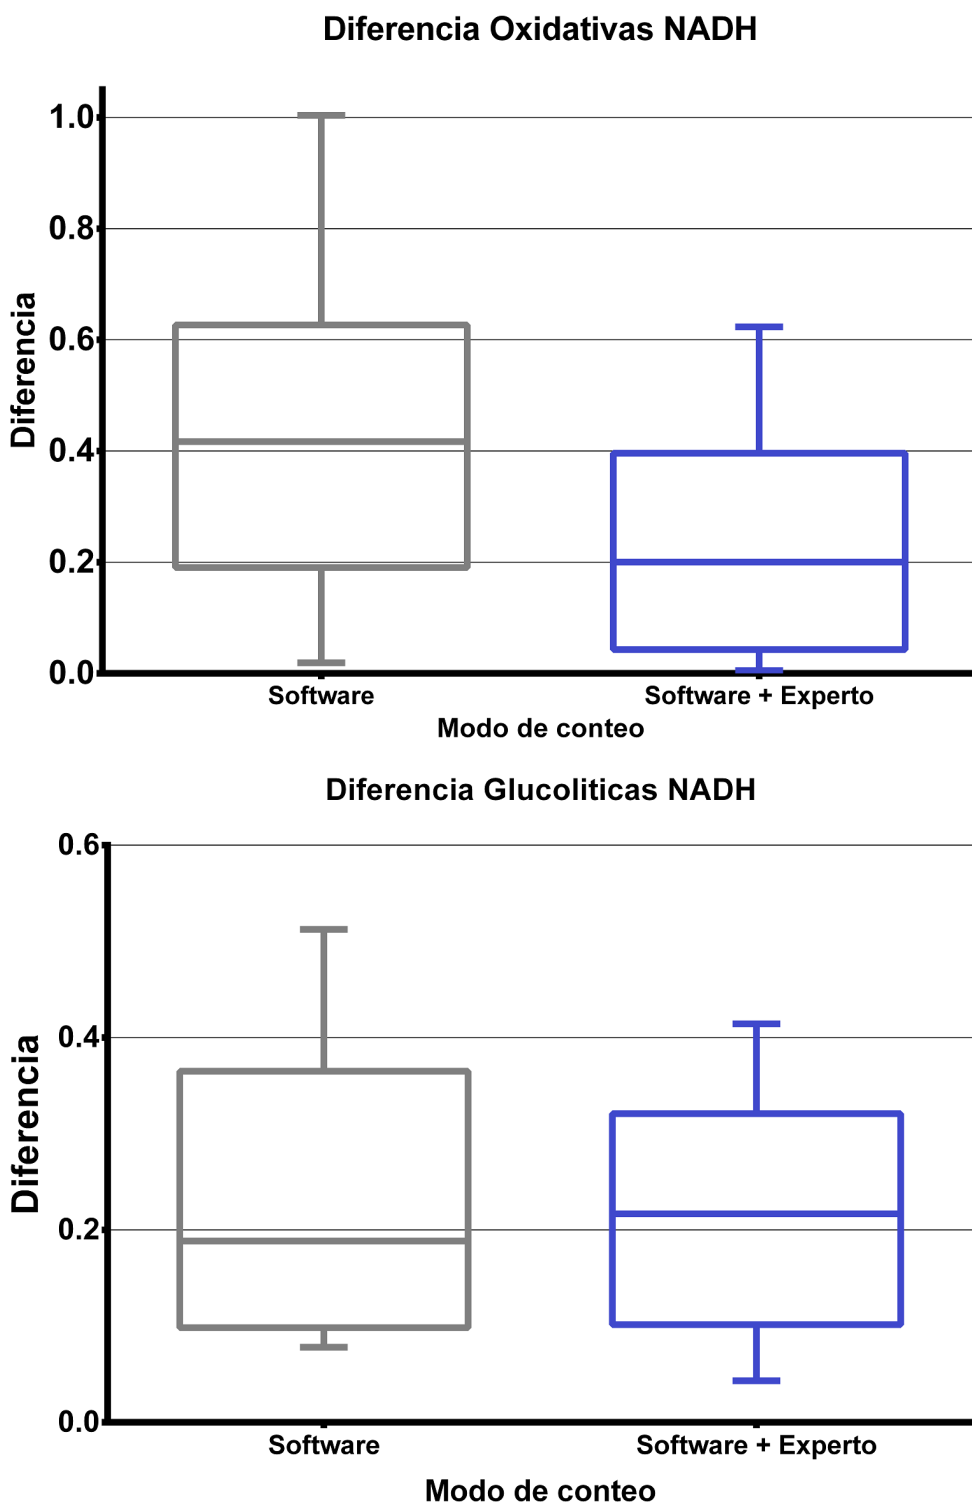 Diferencia Oxidativas NADH
1.0
0.8
0.6
0.4
0.2
0.0
Diferencia
Software
Software + Experto
Modo de conteo
Diferencia Glucoliticas NADH
0.6
0.4
0.2
0.0
Diferencia
Software
Software + Experto
Modo de conteo